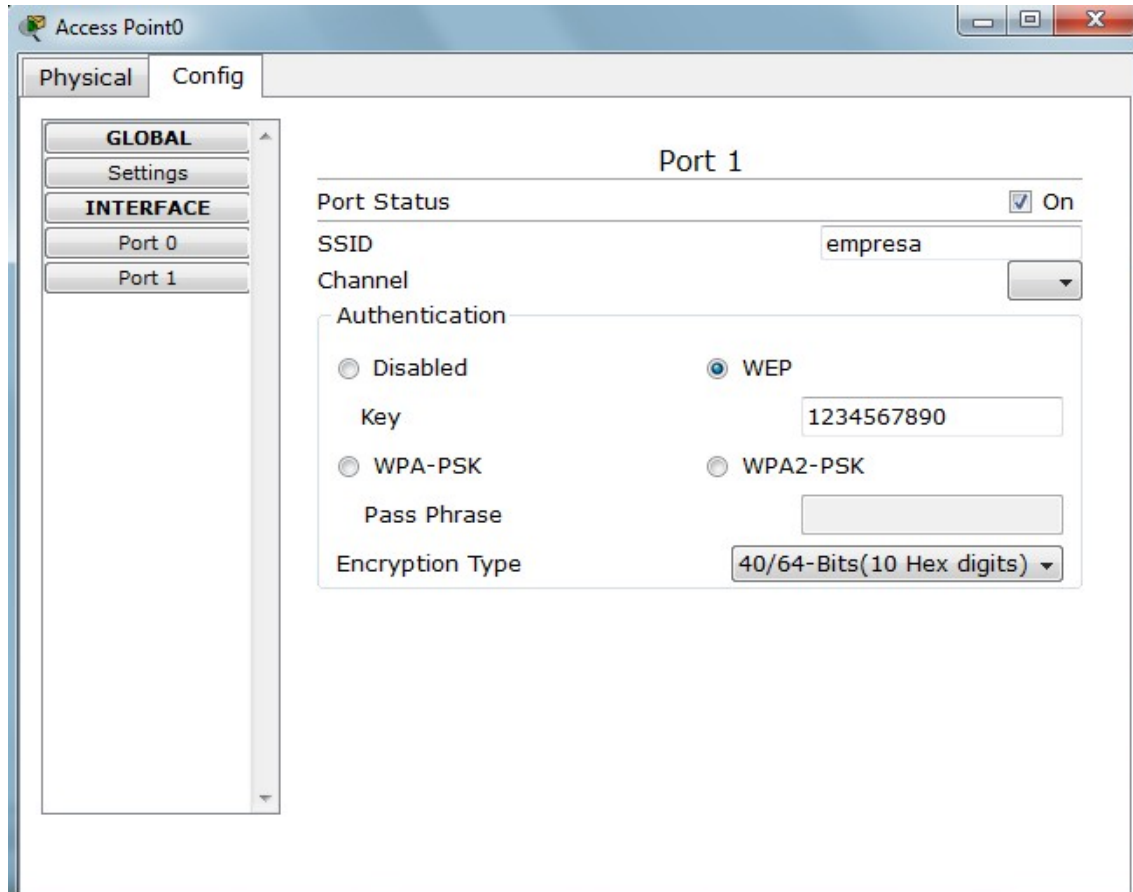 Access Point0
Physical Config
GLOBAL
Settings
INTERFACE
Port 0
Port 1
Port 1
Port Status On
SSID empresa
Channel
Authentication
Disabled WEP
Key 1234567890
WPA-PSK WPA2-PSK
Pass Phrase
Encryption Type 40/64-Bits(10 Hex digits)